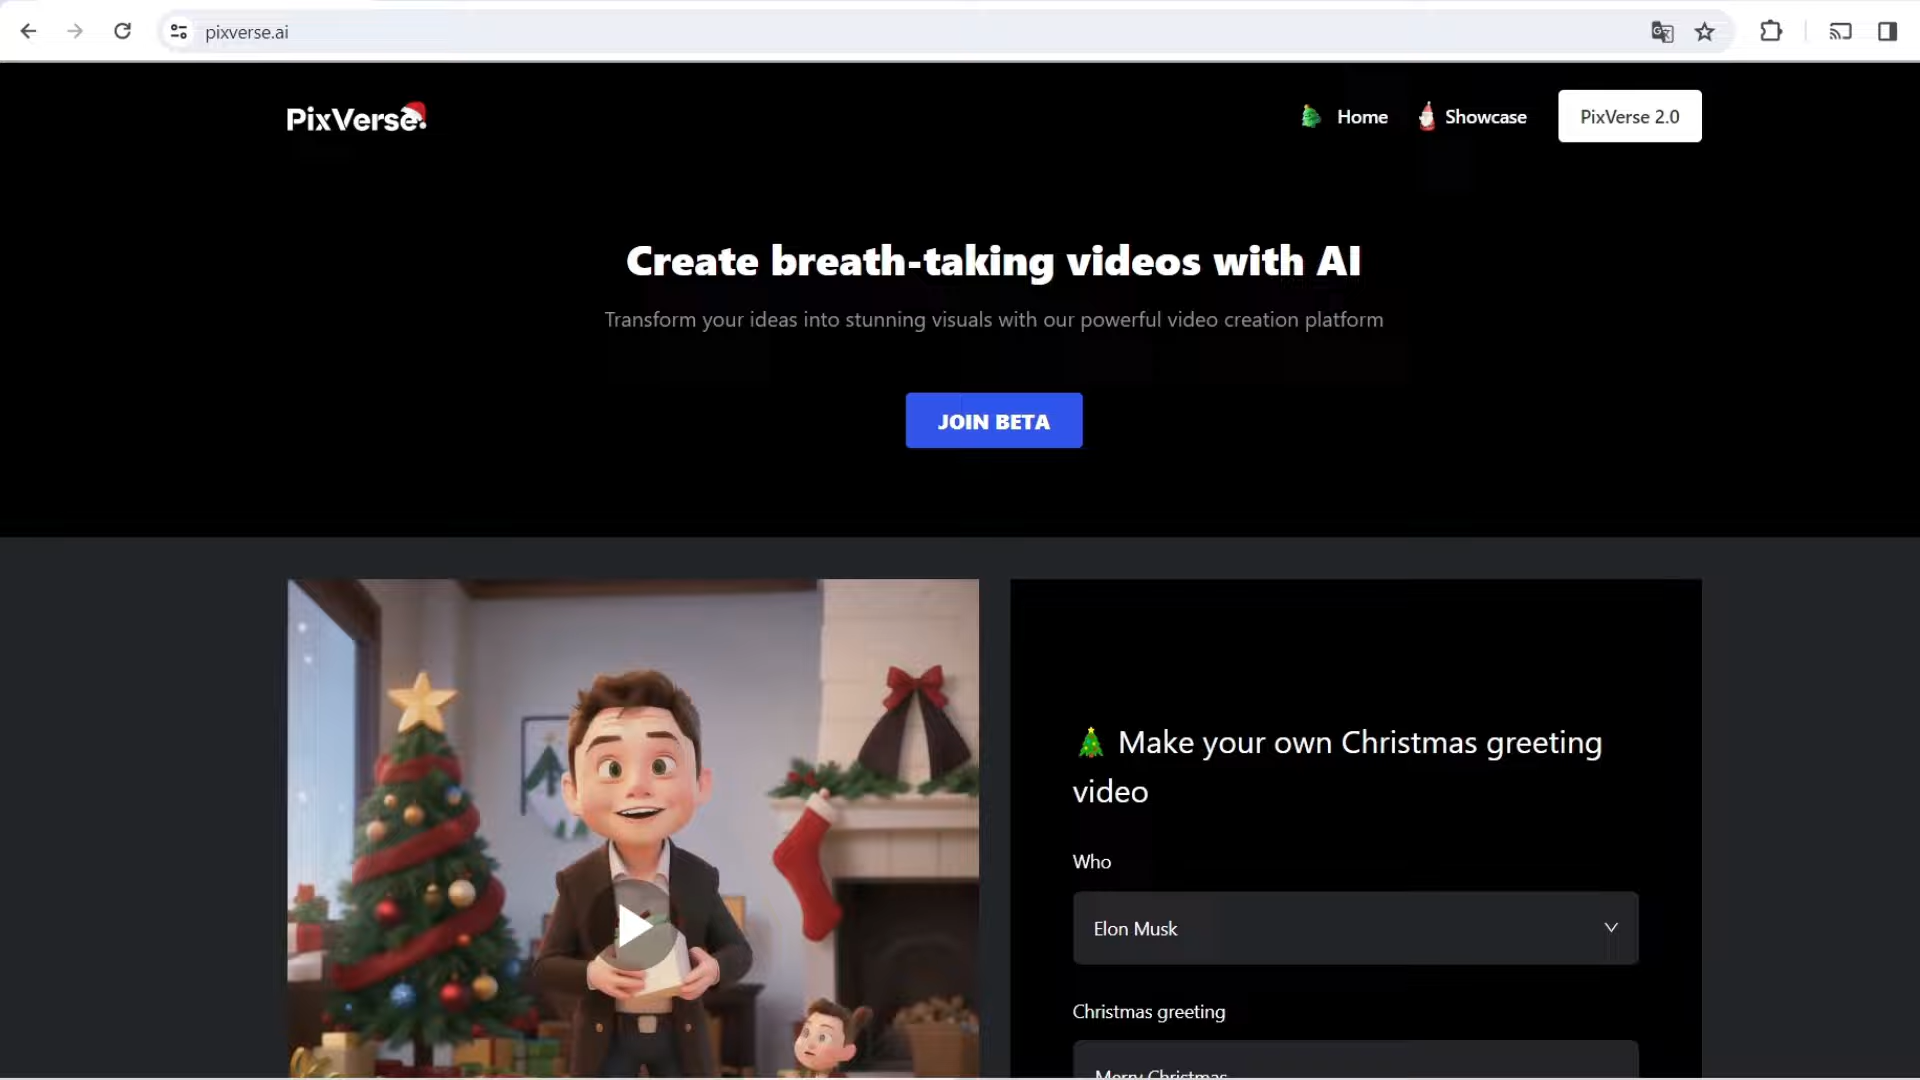 pixverse.ai
PixVerse
Home
Showcase
PixVerse 2.0
Create breath-taking videos with AI
Transform your ideas into stunning visuals with our powerful video creation platform
JOIN BETA
Make your own Christmas greeting
video
Who
Elon Musk
Christmas greeting
Merry Christmas